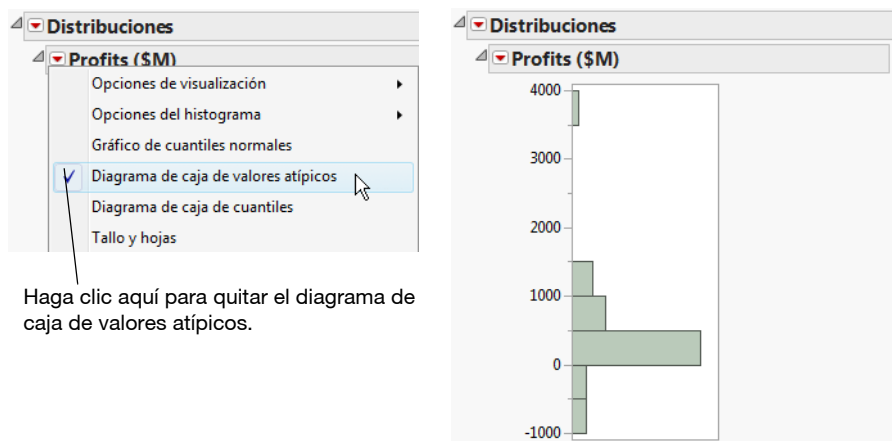 Distribuciones
Profits ($M)
Opciones de visualización
Opciones del histograma
Gráfico de cuantiles normales
Diagrama de caja de valores atípicos
Diagrama de caja de cuantiles
Tallo y hojas
Haga clic aquí para quitar el diagrama de
caja de valores atípicos.
Distribuciones
Profits ($M)
4000
3000
2000
1000
0
-1000